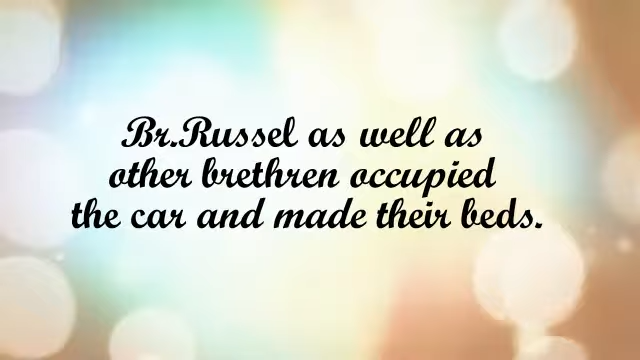 Br.Russel as well as
other brethren occupied
the car and made their beds.